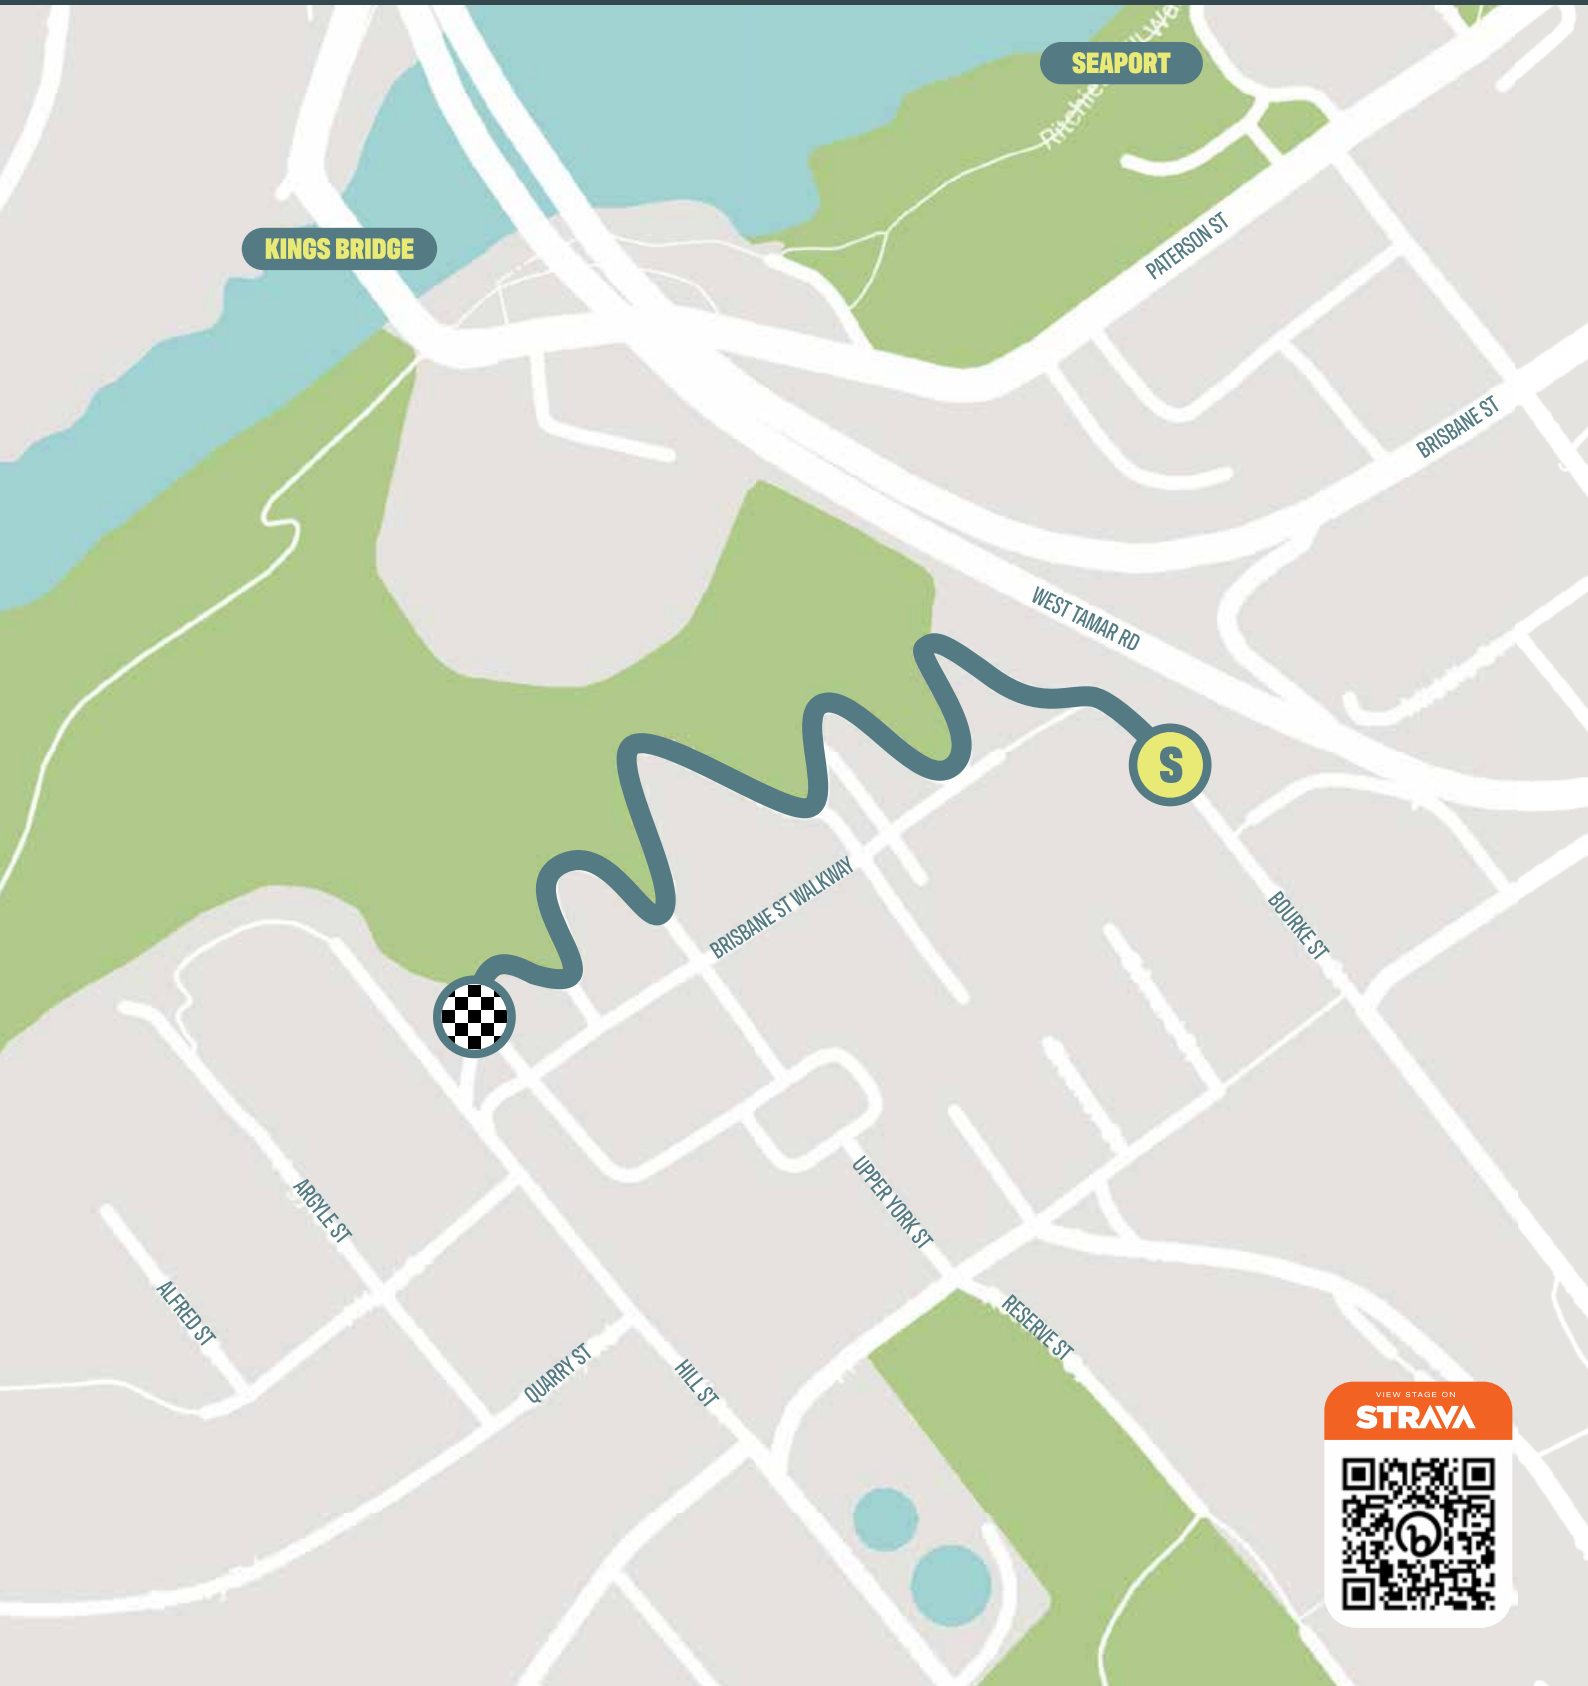 SEAPORT
KINGS BRIDGE
PATERSON ST
BRISBANE ST
WEST TAMAR RD
S
BRISBANE ST WALKWAY
BOURKE ST
UPPER YORK ST
ARGYLE ST
ALFRED ST
RESERVE ST
QUARRY ST
HILL ST
VIEW STAGE ON
STRAVA
b